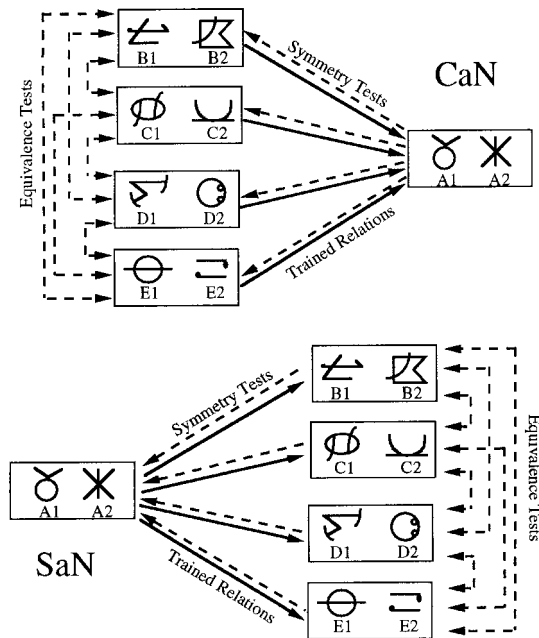 B1 B2
Symmetry Tests
CaN
Equivalence Tests
C1 C2
A1 A2
D1 D2
Trained Relations
E1 E2
B1 B2
Symmetry Tests
C1 C2
A1 A2
Equivalence Tests
D1 D2
SaN
Trained Relations
E1 E2